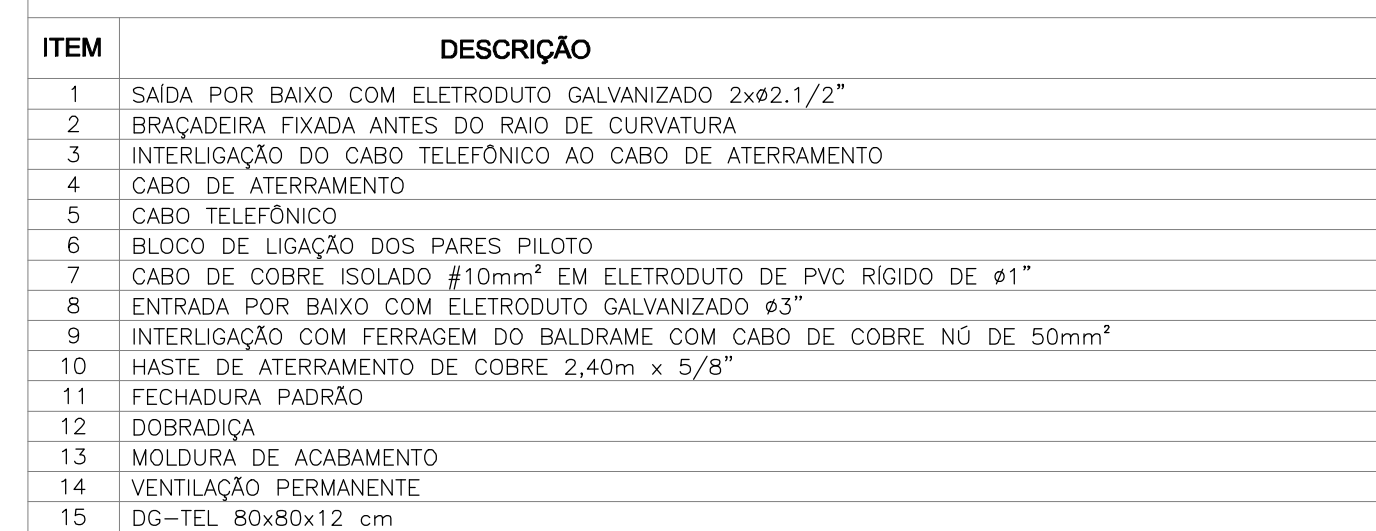 ITEM DESCRIÇÃO
1 SAÍDA POR BAIXO COM ELETRODUTO GALVANIZADO 2xø2.1/2"
2 BRAÇADEIRA FIXADA ANTES DO RAIO DE CURVATURA
3 INTERLIGAÇÃO DO CABO TELEFÔNICO AO CABO DE ATERRAMENTO
4 CABO DE ATERRAMENTO
5 CABO TELEFÔNICO
6 BLOCO DE LIGAÇÃO DOS PARES PILOTO
7 CABO DE COBRE ISOLADO #10mm² EM ELETRODUTO DE PVC RÍGIDO DE ø1"
8 ENTRADA POR BAIXO COM ELETRODUTO GALVANIZADO ø3"
9 INTERLIGAÇÃO COM FERRAGEM DO BALDRAME COM CABO DE COBRE NÚ DE 50mm²
10 HASTE DE ATERRAMENTO DE COBRE 2,40m x 5/8"
11 FECHADURA PADRÃO
12 DOBRADIÇA
13 MOLDURA DE ACABAMENTO
14 VENTILAÇÃO PERMANENTE
15 DG-TEL 80x80x12 cm